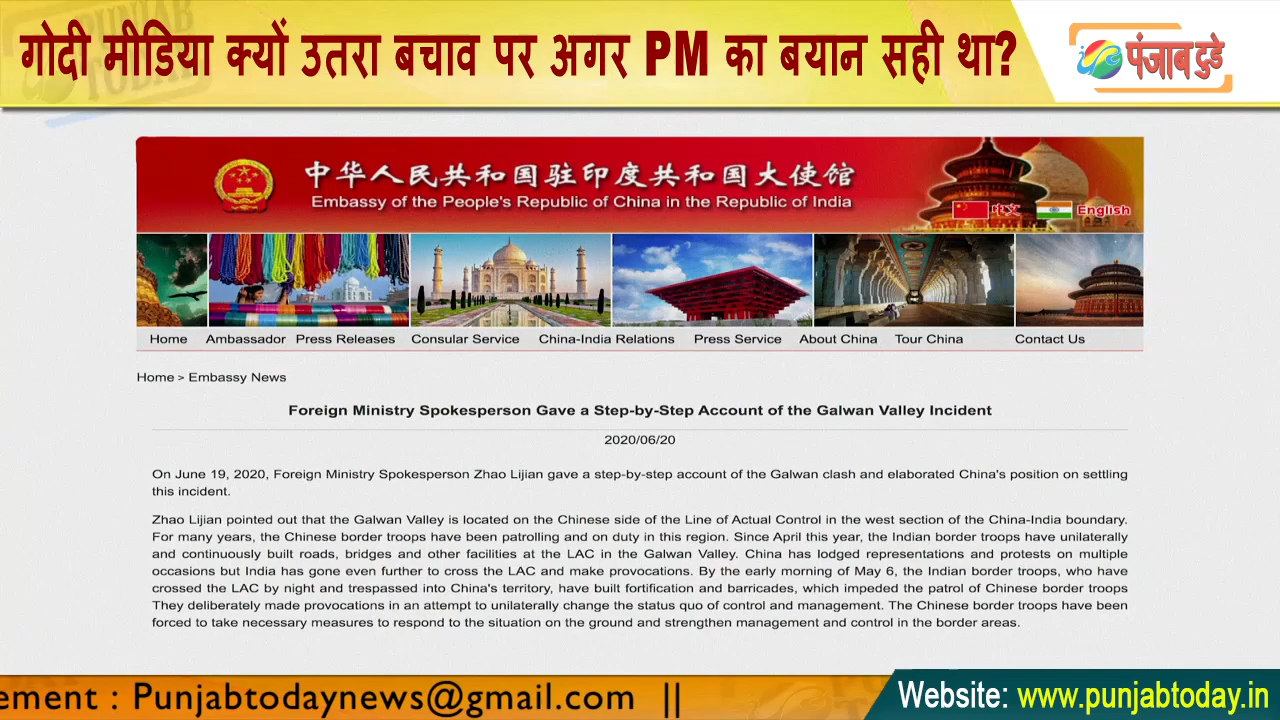 गोदी मीडिया क्यों उतरा बचाव पर अगर PM का बयान सही था?
पंजाब टुडे
中华人民共和国驻印度共和国大使馆
Embassy of the People's Republic of China in the Republic of India
中文 English
Home Ambassador Press Releases Consular Service China-India Relations Press Service About China Tour China Contact Us
Home > Embassy News
Foreign Ministry Spokesperson Gave a Step-by-Step Account of the Galwan Valley Incident
2020/06/20
On June 19, 2020, Foreign Ministry Spokesperson Zhao Lijian gave a step-by-step account of the Galwan clash and elaborated China's position on settling
this incident.
Zhao Lijian pointed out that the Galwan Valley is located on the Chinese side of the Line of Actual Control in the west section of the China-India boundary.
For many years, the Chinese border troops have been patrolling and on duty in this region. Since April this year, the Indian border troops have unilaterally
and continuously built roads, bridges and other facilities at the LAC in the Galwan Valley. China has lodged representations and protests on multiple
occasions but India has gone even further to cross the LAC and make provocations. By the early morning of May 6, the Indian border troops, who have
crossed the LAC by night and trespassed into China's territory, have built fortification and barricades, which impeded the patrol of Chinese border troops
They deliberately made provocations in an attempt to unilaterally change the status quo of control and management. The Chinese border troops have been
forced to take necessary measures to respond to the situation on the ground and strengthen management and control in the border areas.
ement : Punjabtodaynews@gmail.com ||
Website: www.punjabtoday.in